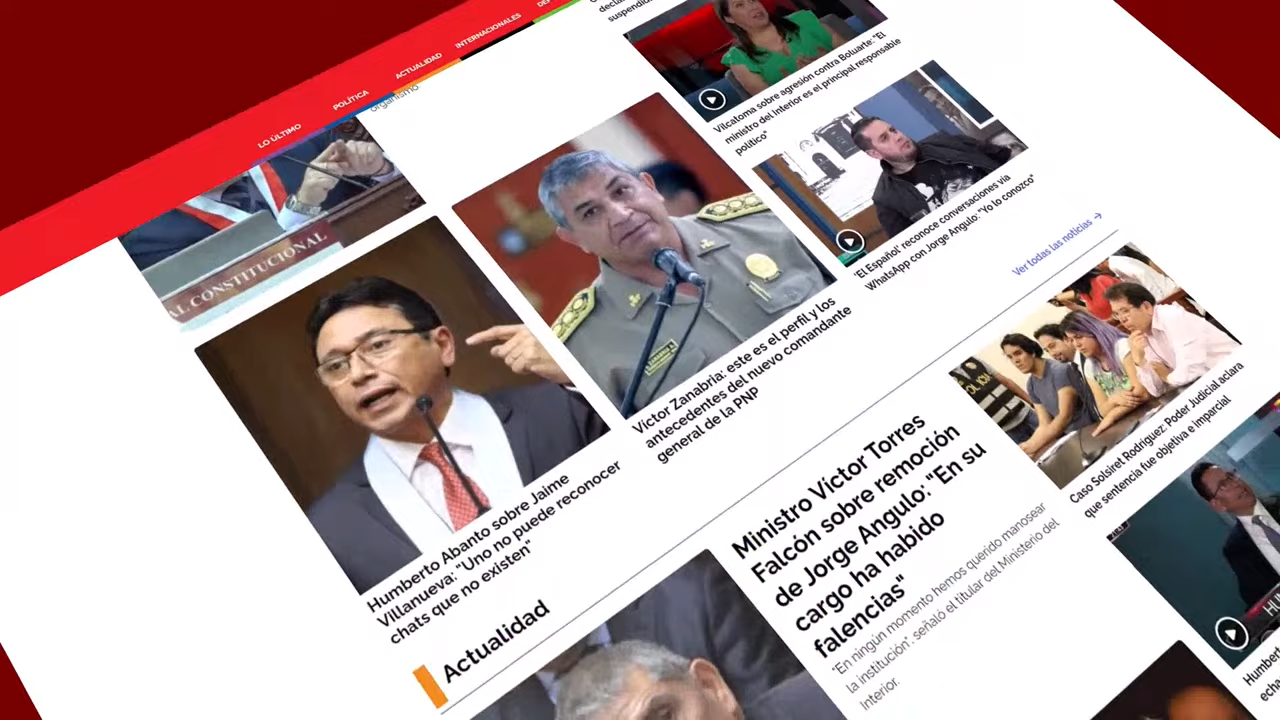 LO ÚLTIMO
POLÍTICA
ACTUALIDAD
INTERNACIONALES
organismo
AL CONSTITUCIONAL
Humberto Abanto sobre Jaime
Villanueva: "Uno no puede reconocer
chats que no existen"
Víctor Zanabria: este es el perfil y los
antecedentes del nuevo comandante
general de la PNP
Vilcatoma sobre agresión contra Boluarte: "El
ministro del interior es el principal responsable
político"
'El Español' reconoce conversaciones vía
WhatsApp con Jorge Angulo: "Yo lo conozco"
Ver todas las noticias →
Actualidad
Ministro Víctor Torres
Falcón sobre remoción
de Jorge Angulo: "En su
cargo ha habido
falencias"
"En ningún momento hemos querido manosear
la institución", señaló el titular del Ministerio del
Interior.
Caso Solsiret Rodríguez: Poder Judicial aclara
que sentencia fue objetiva e imparcial